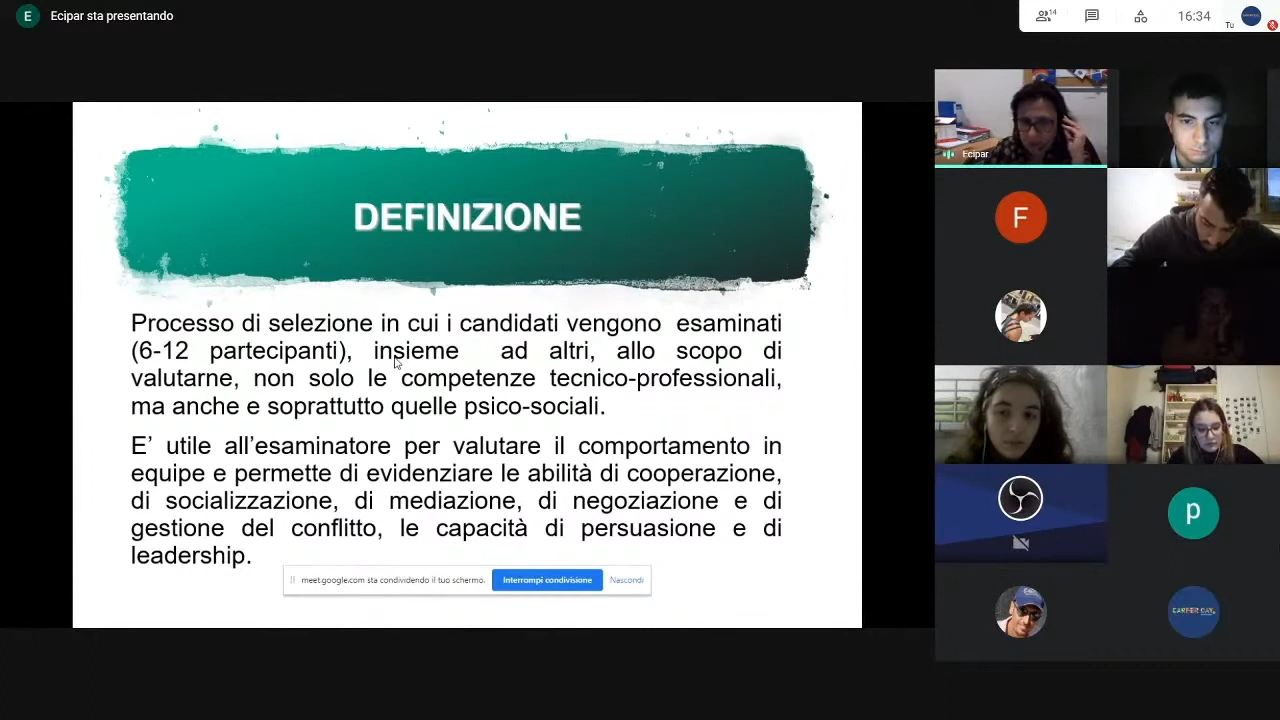 E
Ecipar sta presentando
14
16:34
Tu
DEFINIZIONE
Processo di selezione in cui i candidati vengono esaminati
(6-12 partecipanti), insieme ad altri, allo scopo di
valutarne, non solo le competenze tecnico-professionali,
ma anche e soprattutto quelle psico-sociali.
E’ utile all’esaminatore per valutare il comportamento in
equipe e permette di evidenziare le abilità di cooperazione,
di socializzazione, di mediazione, di negoziazione e di
gestione del conflitto, le capacità di persuasione e di
leadership.
meet.google.com sta condividendo il tuo schermo.
Interrompi condivisione
Nascondi
Ecipar
F
p
CAREER DAY